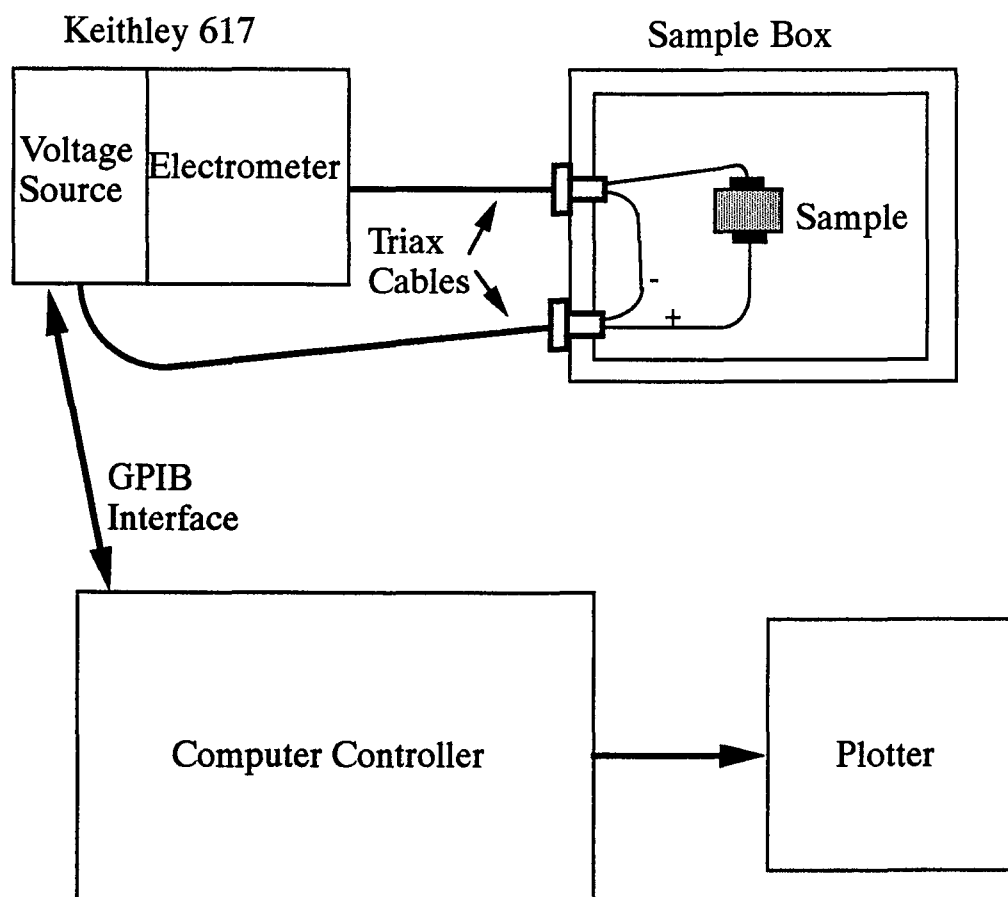 Keithley 617
Sample Box
Voltage
Source
Electrometer
Triax
Cables
Sample
-
+
GPIB
Interface
Computer Controller
Plotter